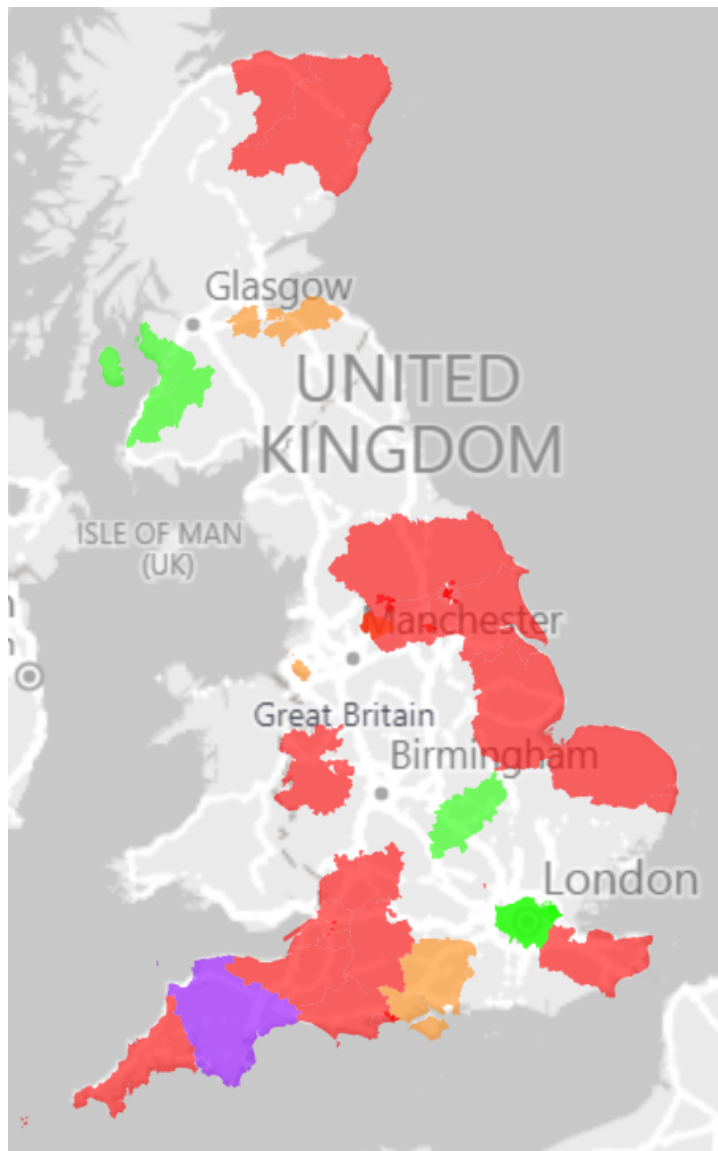 Glasgow
UNITED
KINGDOM
ISLE OF MAN
(UK)
Manchester
Great Britain
Birmingham
London